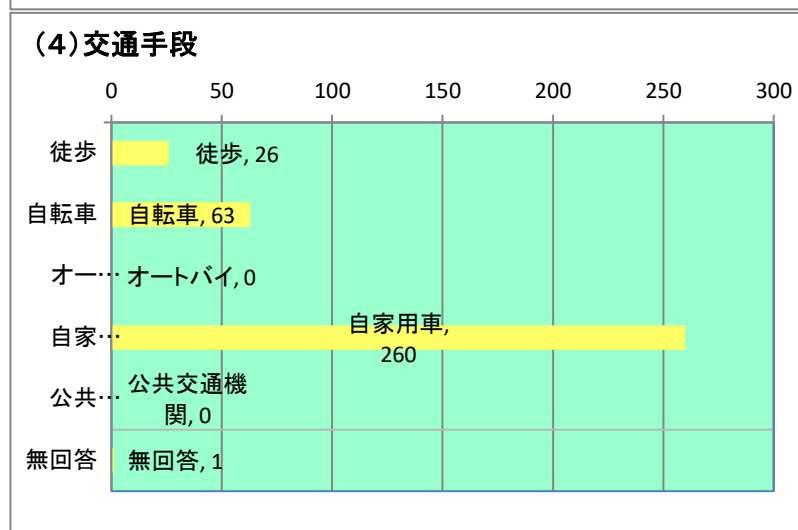 （4）交通手段
0 50 100 150 200 250 300
徒歩 徒歩, 26
自転車 自転車, 63
オー… オートバイ, 0
自家… 自家用車,
260
公共… 公共交通機
関, 0
無回答 無回答, 1